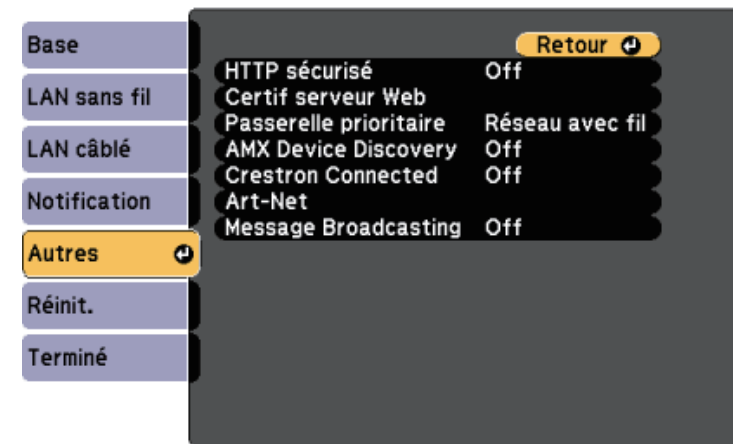 Base
LAN sans fil
LAN câblé
Notification
Autres
Réinit.
Terminé
Retour
HTTP sécurisé Off
Certif serveur Web
Passerelle prioritaire Réseau avec fil
AMX Device Discovery Off
Crestron Connected Off
Art-Net
Message Broadcasting Off